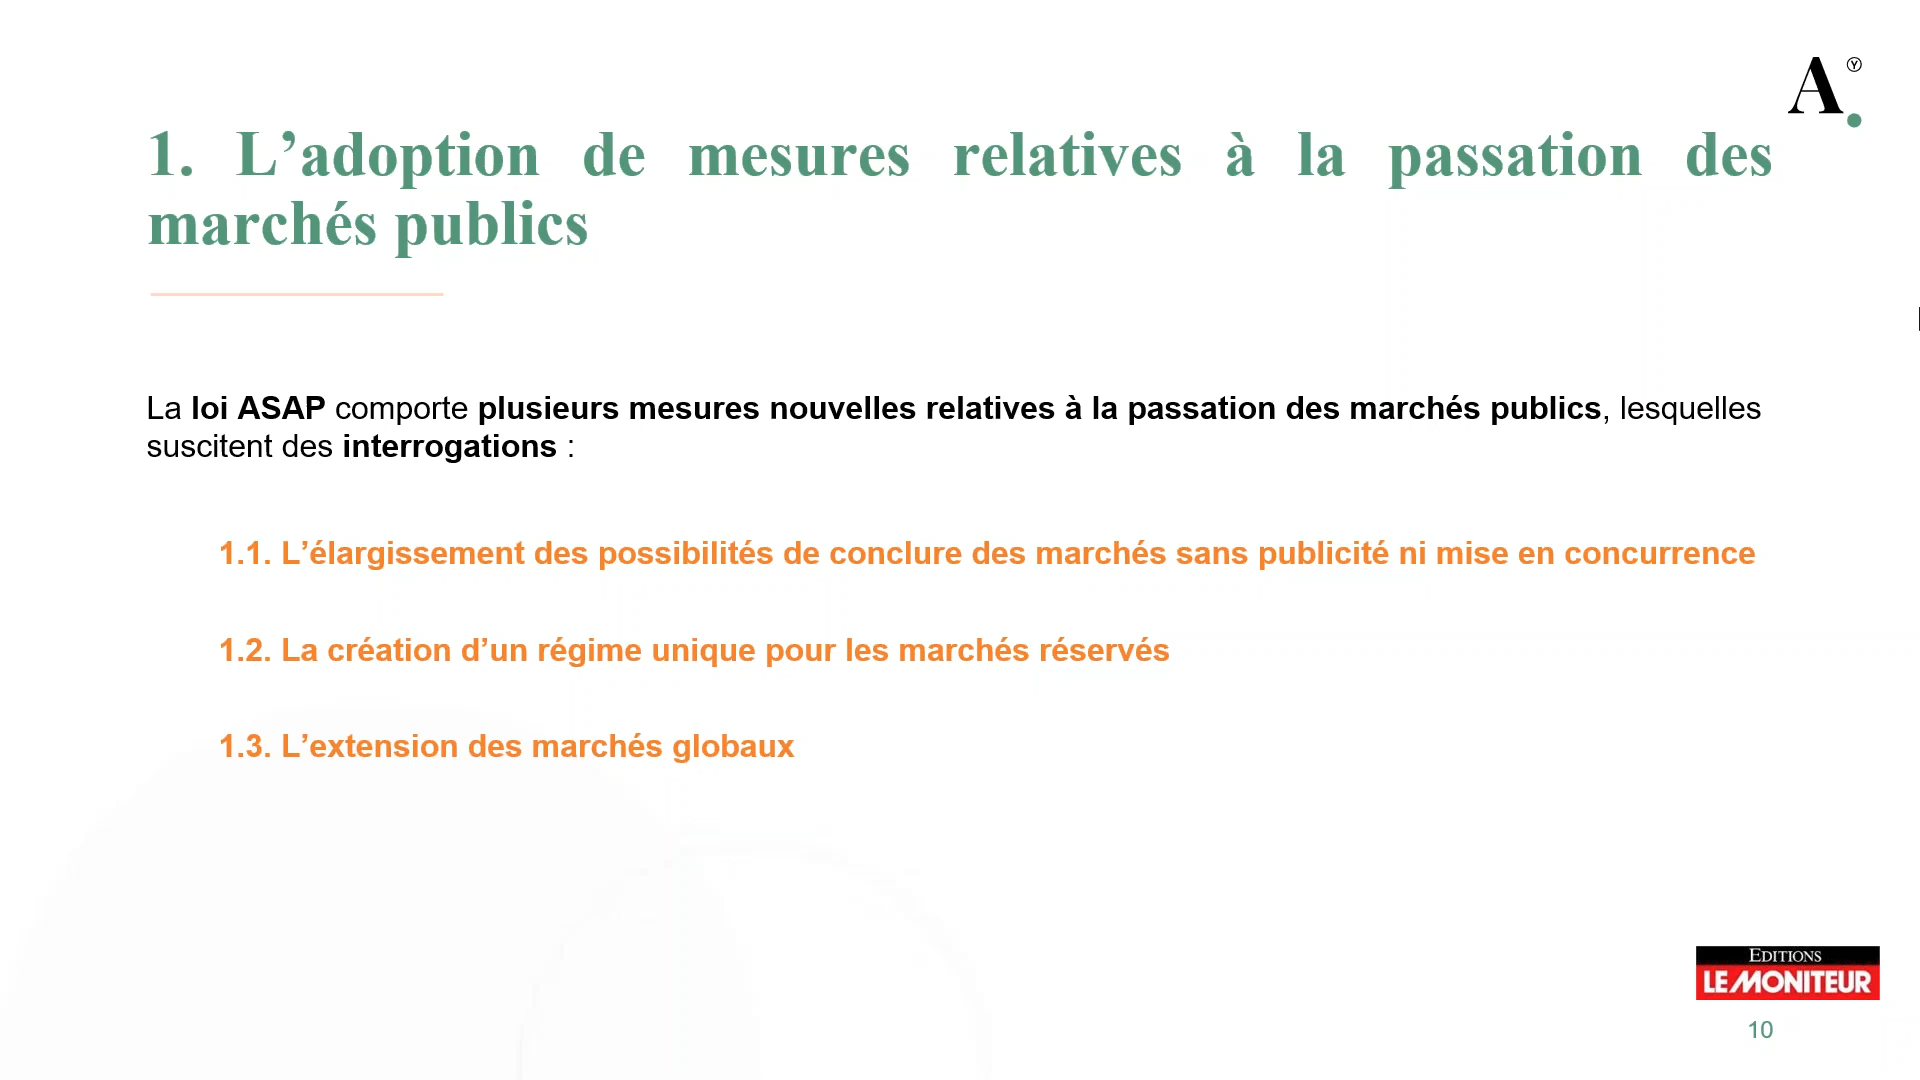 A
1. L’adoption de mesures relatives à la passation des
marchés publics
La loi ASAP comporte plusieurs mesures nouvelles relatives à la passation des marchés publics, lesquelles
suscitent des interrogations :
1.1. L’élargissement des possibilités de conclure des marchés sans publicité ni mise en concurrence
1.2. La création d’un régime unique pour les marchés réservés
1.3. L’extension des marchés globaux
EDITIONS
LE MONITEUR
10